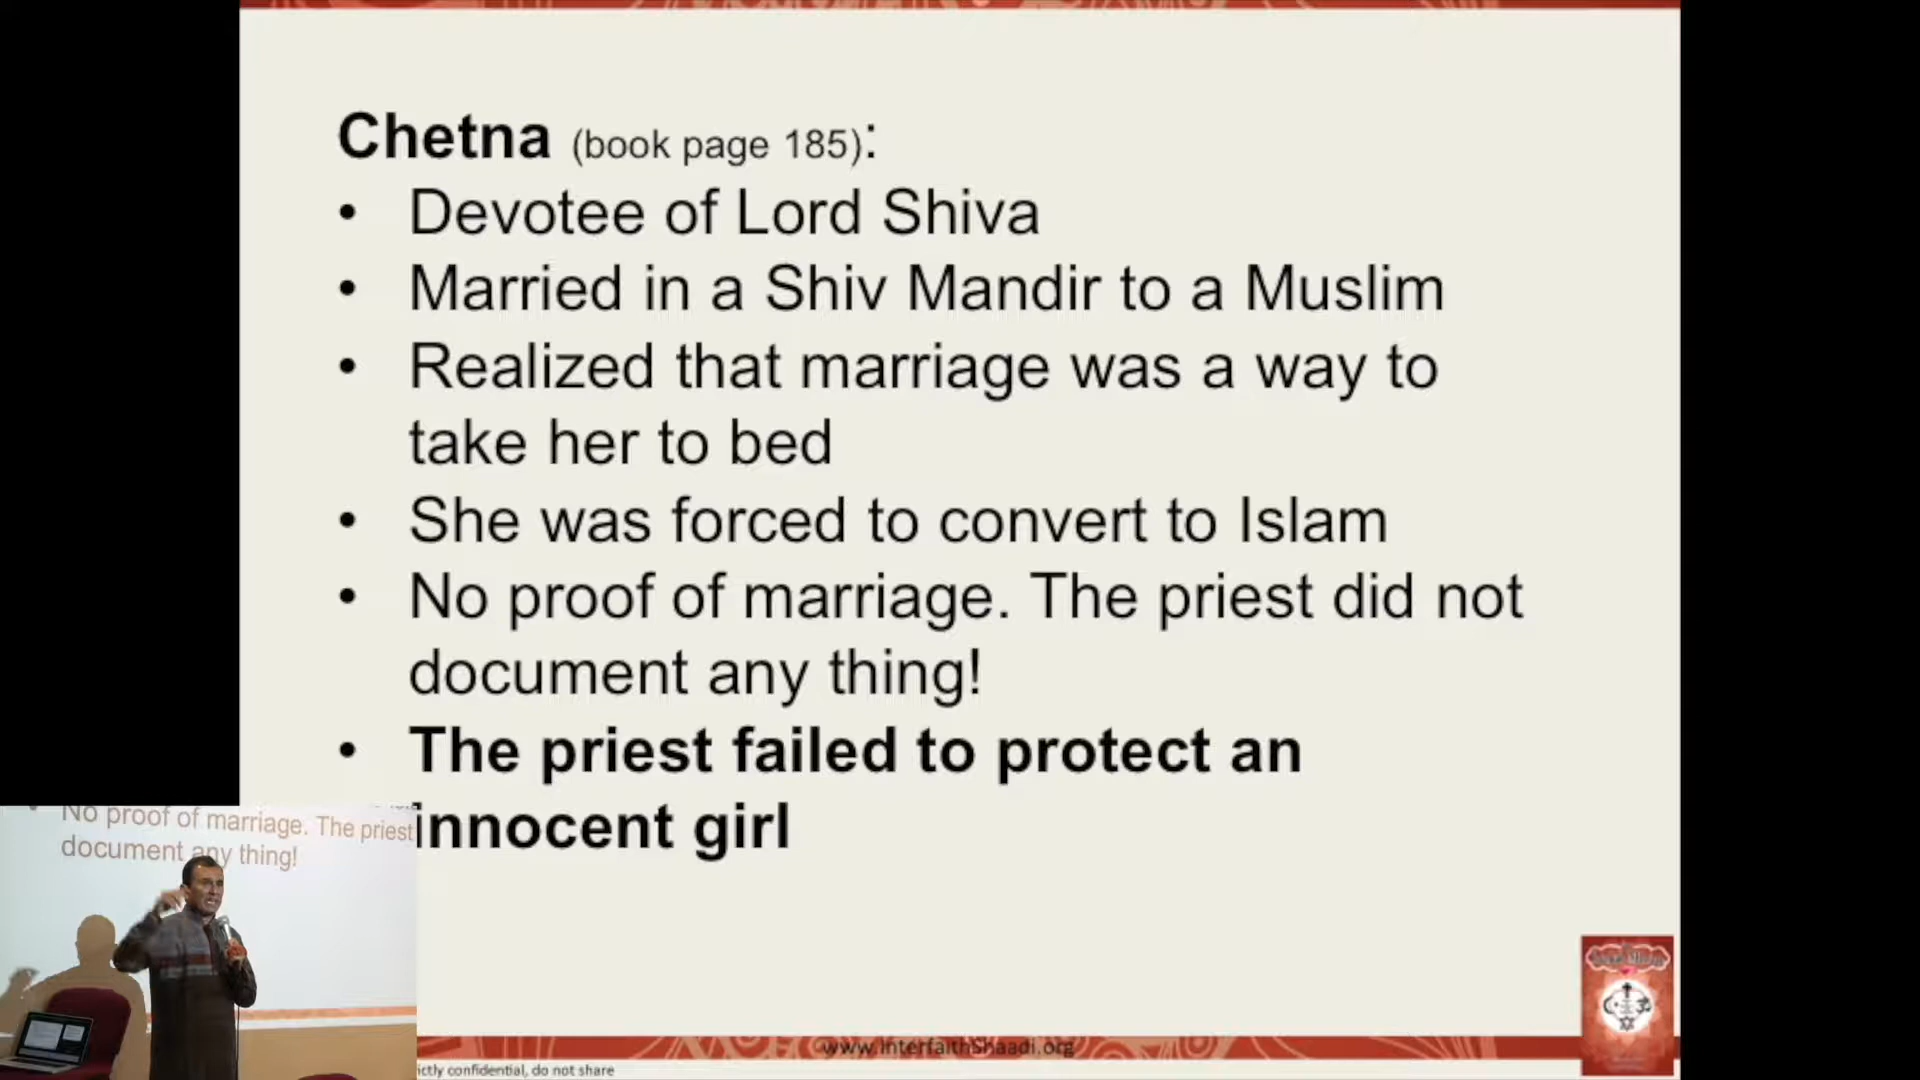 Chetna (book page 185):
• Devotee of Lord Shiva
• Married in a Shiv Mandir to a Muslim
• Realized that marriage was a way to
take her to bed
• She was forced to convert to Islam
• No proof of marriage. The priest did not
document any thing!
• The priest failed to protect an
innocent girl
No proof of marriage. The priest
document any thing!
www.InterfaithShaadi.org
confidential, do not share